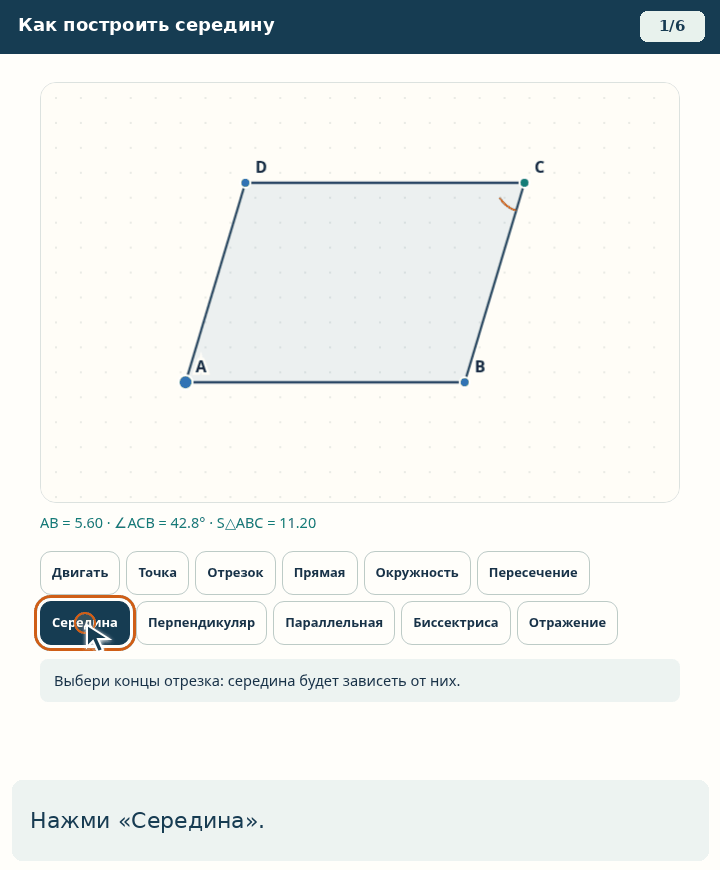 Как построить середину
1/6
D
C
A
B
AB = 5.60 · ∠ACB = 42.8° · S△ABC = 11.20
Двигать Точка Отрезок Прямая Окружность Пересечение
Середина Перпендикуляр Параллельная Биссектриса Отражение
Выбери концы отрезка: середина будет зависеть от них.
Нажми «Середина».